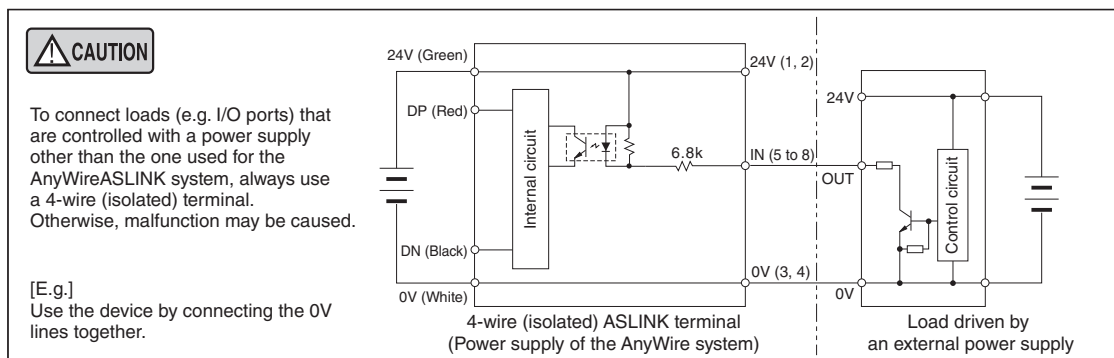 CAUTION
To connect loads (e.g. I/O ports) that
are controlled with a power supply
other than the one used for the
AnyWireASLINK system, always use
a 4-wire (isolated) terminal.
Otherwise, malfunction may be caused.
[E.g.]
Use the device by connecting the 0V
lines together.
24V (Green)
DP (Red)
DN (Black)
0V (White)
Internal circuit
6.8k
24V (1, 2)
IN (5 to 8)
0V (3, 4)
4-wire (isolated) ASLINK terminal
(Power supply of the AnyWire system)
24V
OUT
0V
Control circuit
Load driven by
an external power supply